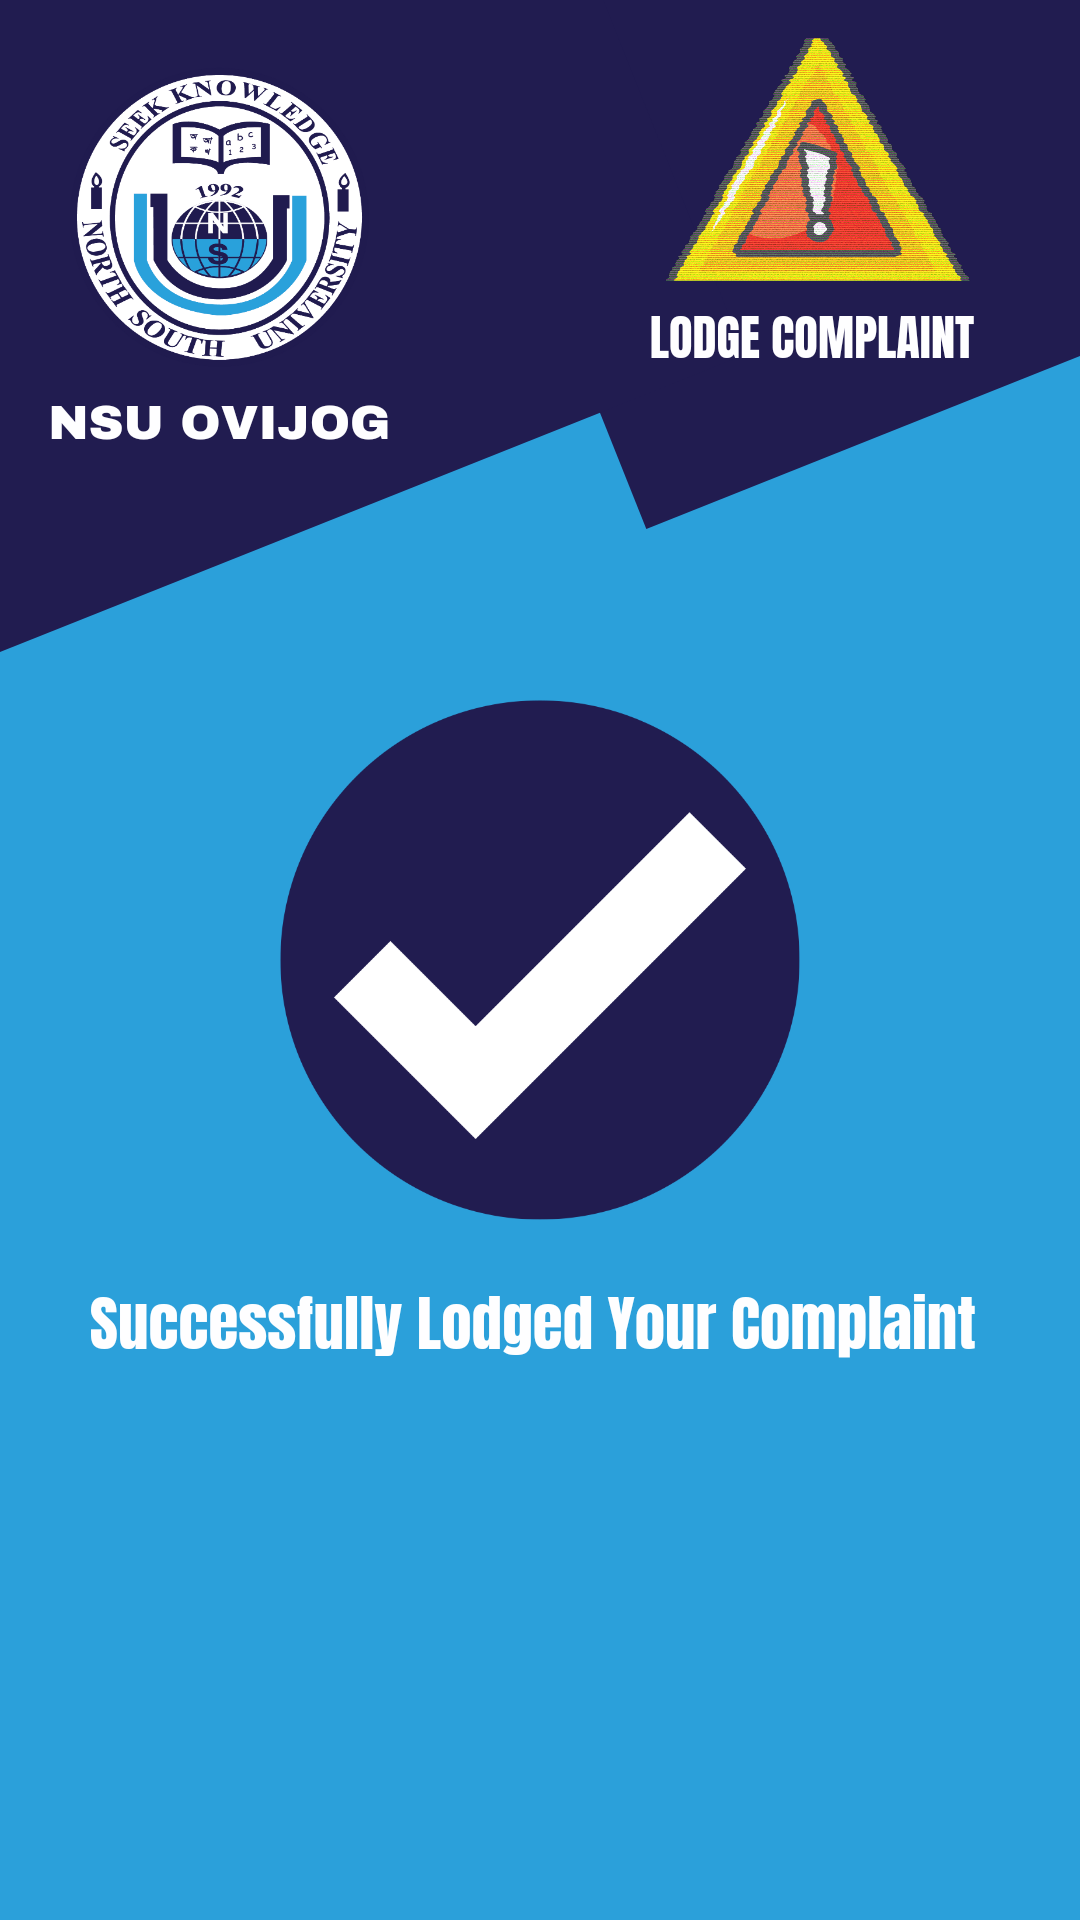 SEEK KNOWLEDGE
অ আ
ক খ
a b c
1 2 3
1992
N
S
NORTH SOUTH UNIVERSITY
NSU OVIJOG
LODGE COMPLAINT
Successfully Lodged Your Complaint